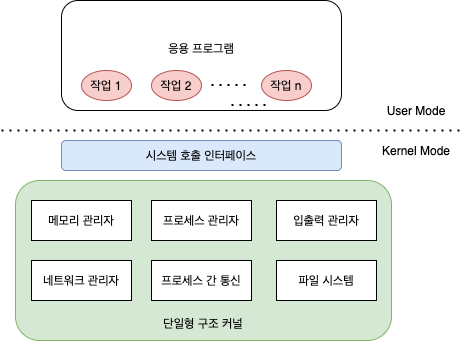 응용 프로그램
작업 1 작업 2 ····· 작업 n
·····
User Mode
Kernel Mode
시스템 호출 인터페이스
메모리 관리자 프로세스 관리자 입출력 관리자
네트워크 관리자 프로세스 간 통신 파일 시스템
단일형 구조 커널